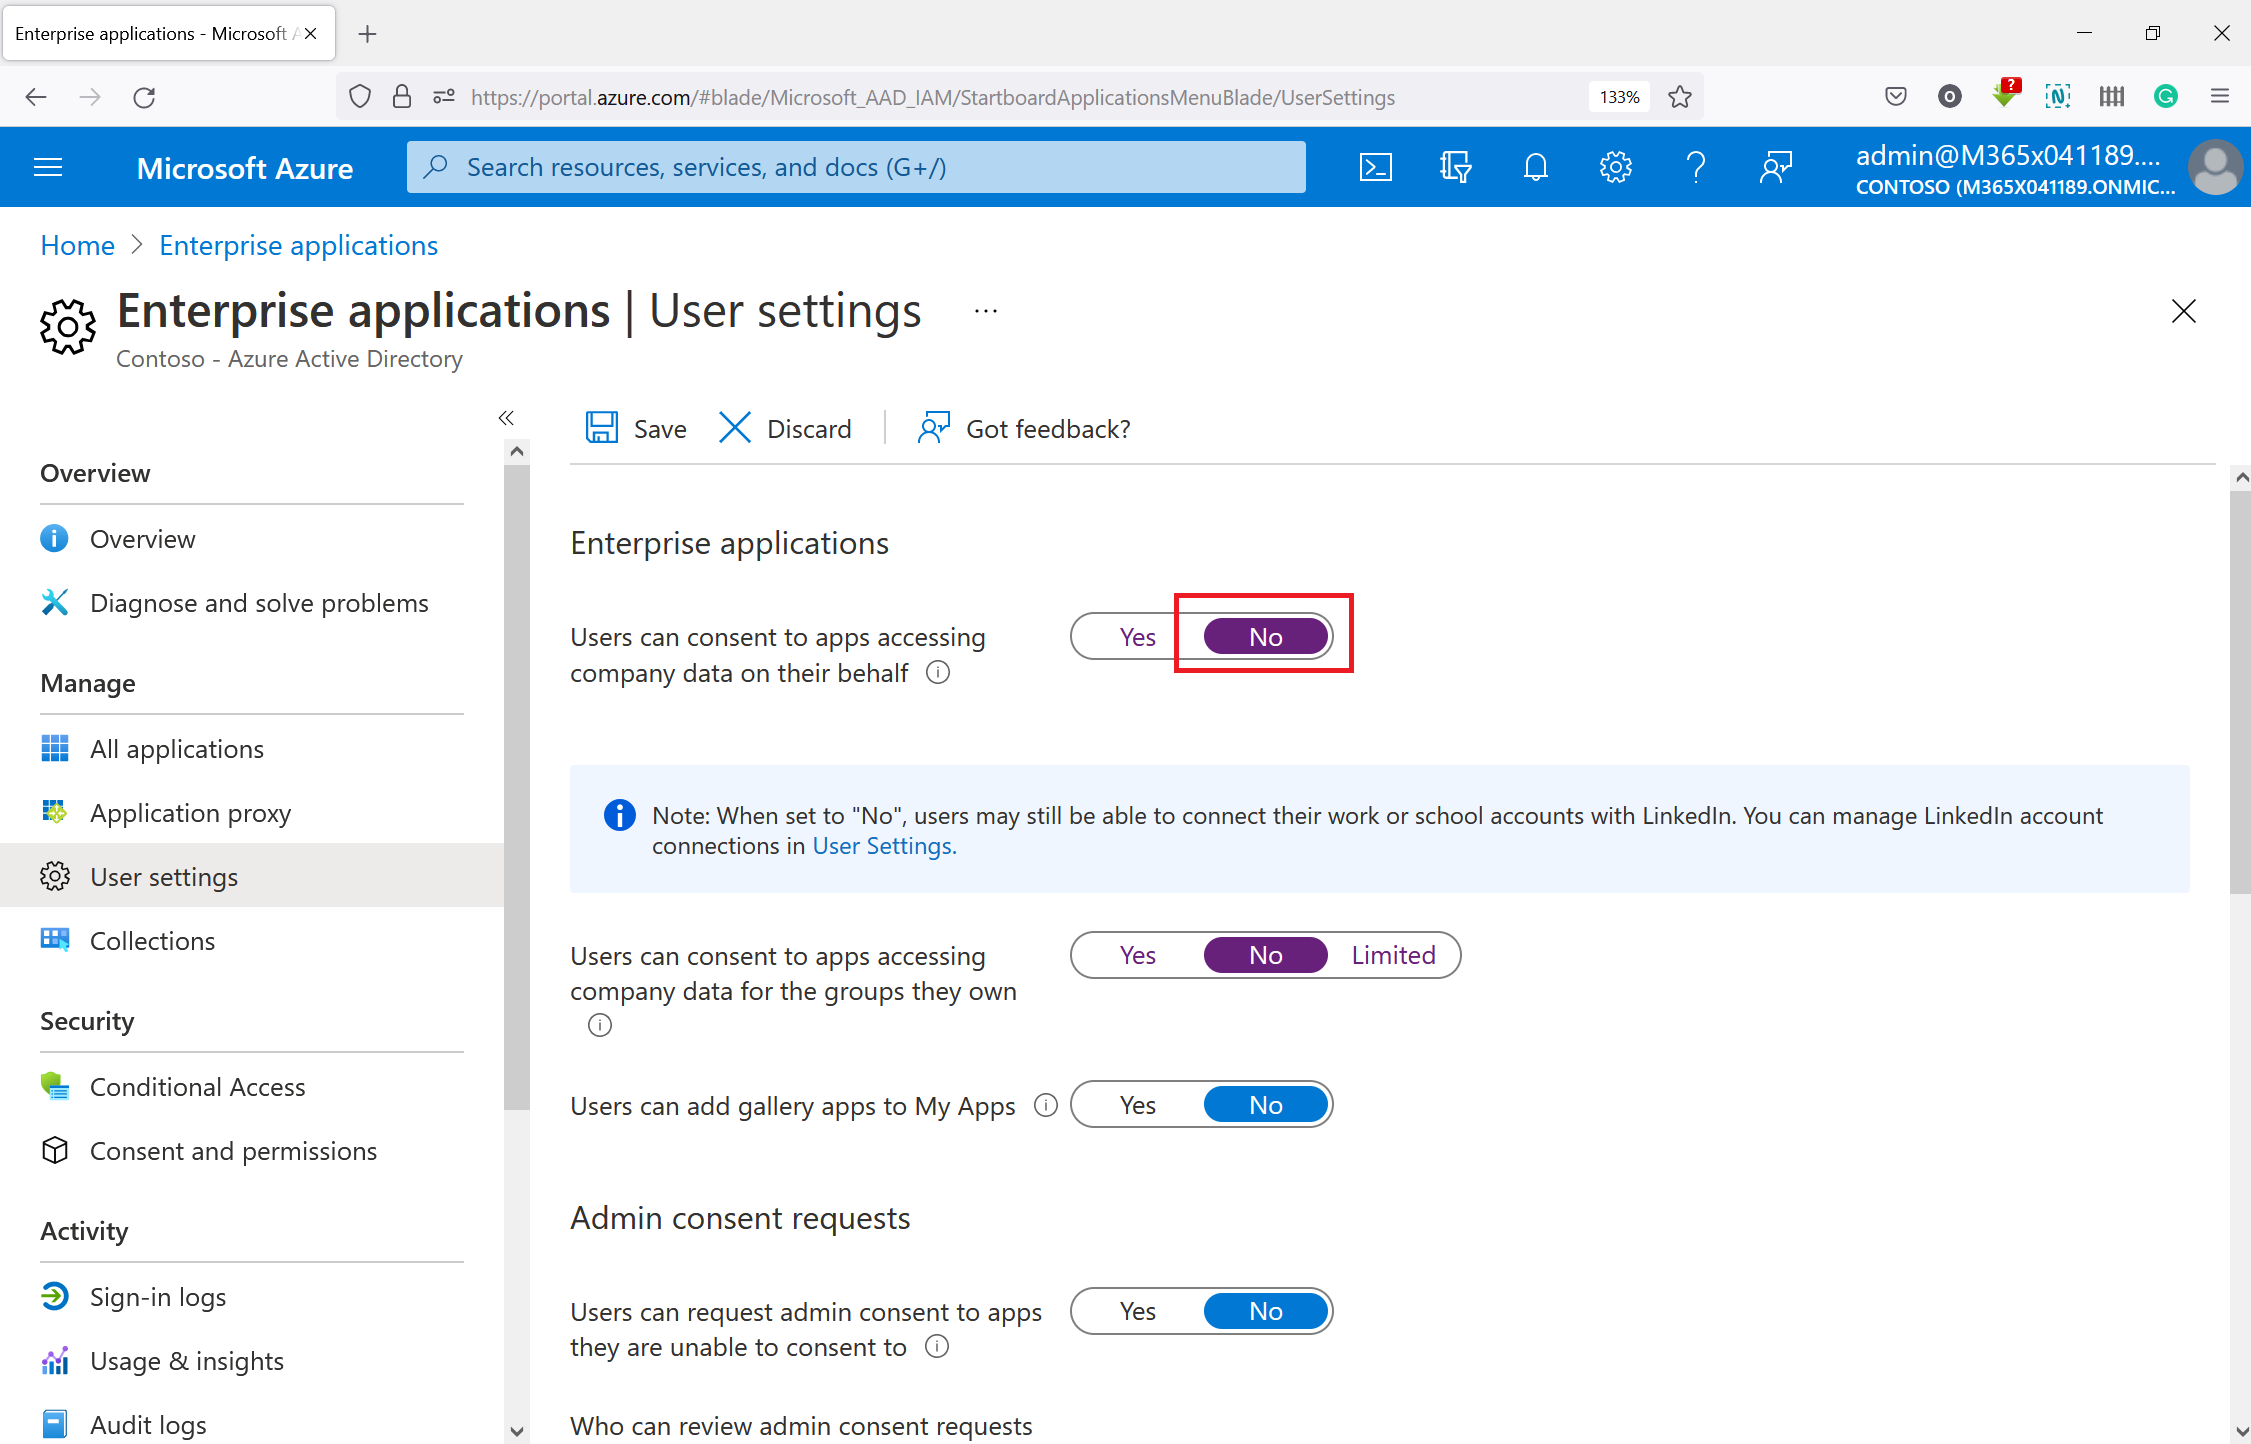 Enterprise applications - Microsoft A
https://portal.azure.com/#blade/Microsoft_AAD_IAM/StartboardApplicationsMenuBlade/UserSettings
133%
Microsoft Azure
Search resources, services, and docs (G+/)
admin@M365x041189....
CONTOSO (M365X041189.ONMIC...
Home > Enterprise applications
Enterprise applications | User settings ...
Contoso - Azure Active Directory
«
Save
Discard
Got feedback?
Overview
Overview
Diagnose and solve problems
Manage
All applications
Application proxy
User settings
Collections
Security
Conditional Access
Consent and permissions
Activity
Sign-in logs
Usage & insights
Audit logs
Enterprise applications
Users can consent to apps accessing
company data on their behalf
Yes No
Note: When set to "No", users may still be able to connect their work or school accounts with LinkedIn. You can manage LinkedIn account
connections in User Settings.
Users can consent to apps accessing
company data for the groups they own
Yes No Limited
Users can add gallery apps to My Apps
Yes No
Admin consent requests
Users can request admin consent to apps
they are unable to consent to
Yes No
Who can review admin consent requests